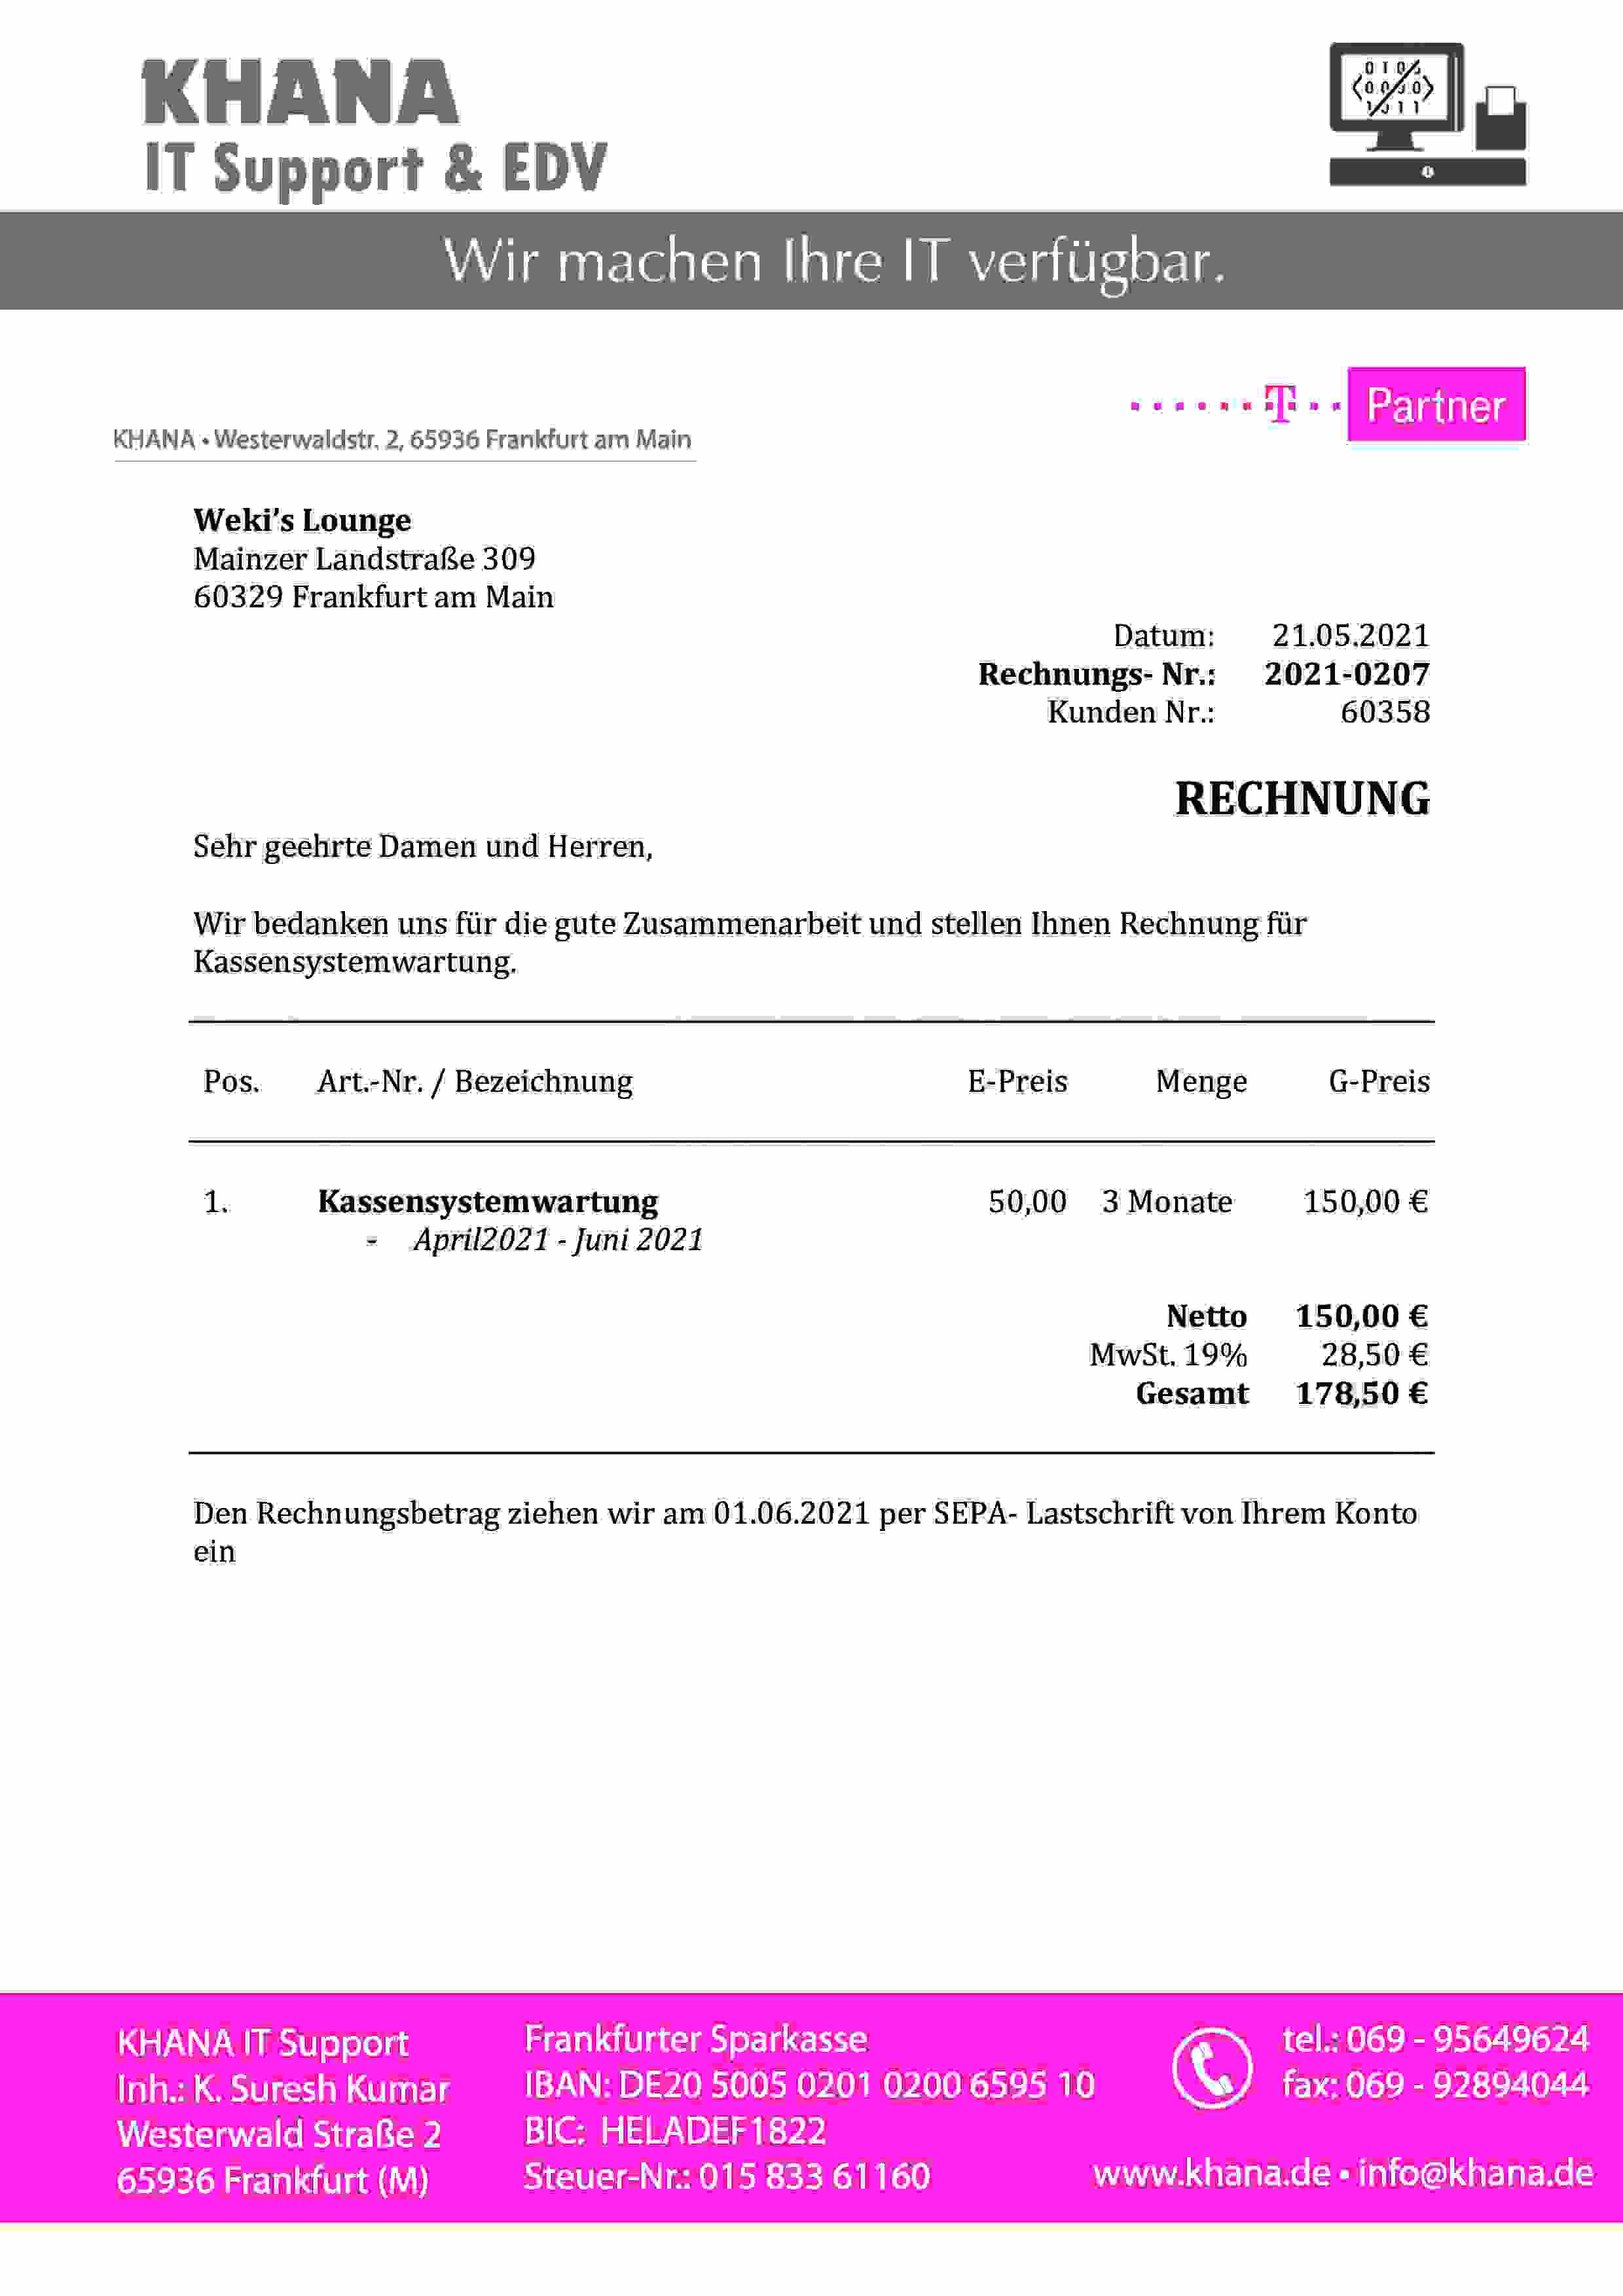 KHANA
IT Support & EDV
Wir machen Ihre IT verfügbar.
T Partner
KHANA • Westerwaldstr. 2, 65936 Frankfurt am Main
Weki's Lounge
Mainzer Landstraße 309
60329 Frankfurt am Main
Datum: 21.05.2021
Rechnungs- Nr.: 2021-0207
Kunden Nr.: 60358
RECHNUNG
Sehr geehrte Damen und Herren,
Wir bedanken uns für die gute Zusammenarbeit und stellen Ihnen Rechnung für
Kassensystemwartung.
Pos. Art.-Nr. / Bezeichnung E-Preis Menge G-Preis
1. Kassensystemwartung 50,00 3 Monate 150,00 €
- April2021 - Juni 2021
Netto 150,00 €
MwSt. 19% 28,50 €
Gesamt 178,50 €
Den Rechnungsbetrag ziehen wir am 01.06.2021 per SEPA- Lastschrift von Ihrem Konto
ein
KHANA IT Support
Inh.: K. Suresh Kumar
Westerwald Straße 2
65936 Frankfurt (M)
Frankfurter Sparkasse
IBAN: DE20 5005 0201 0200 6595 10
BIC: HELADEF1822
Steuer-Nr.: 015 833 61160
tel.: 069 - 95649624
fax: 069 - 92894044
www.khana.de • info@khana.de